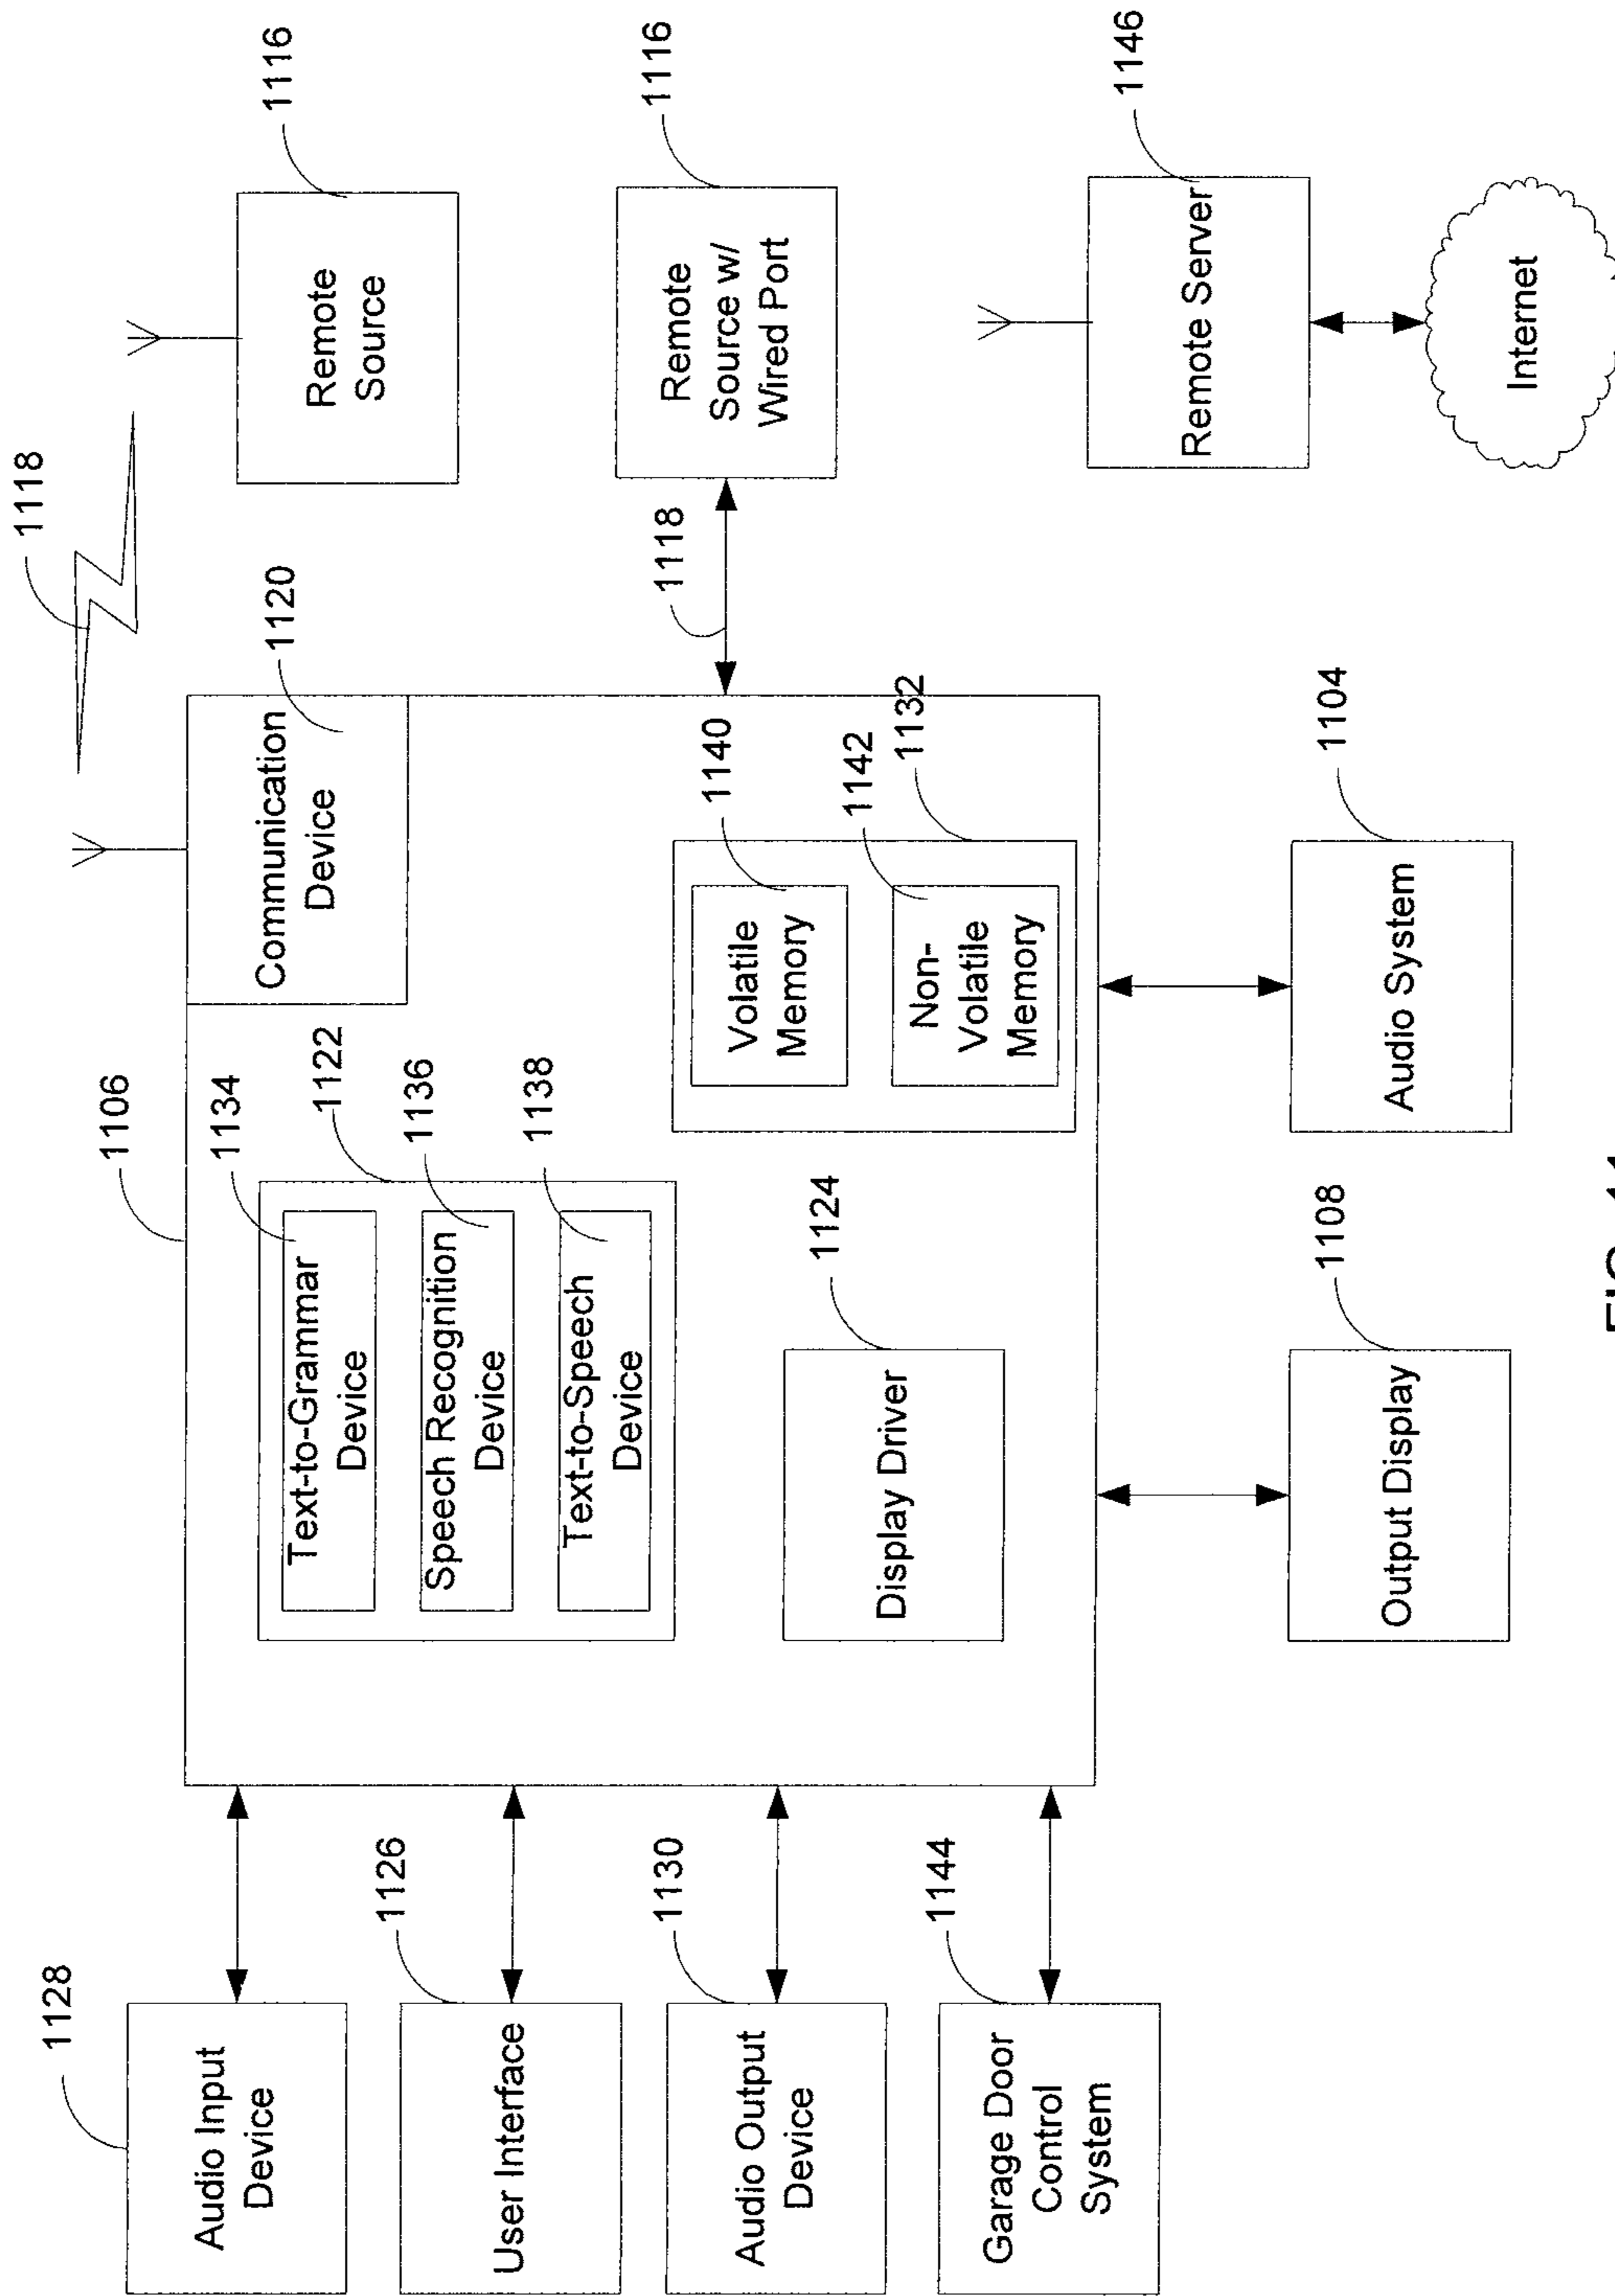 1128
Audio Input
Device
1126
User Interface
1130
Audio Output
Device
1144
Garage Door
Control
System
1106
1134
Text-to-Grammar
Device
1122
1136
Speech Recognition
Device
1138
Text-to-Speech
Device
1124
Display Driver
1120
Communication
Device
1140
Volatile
Memory
1142
Non-
Volatile
Memory
1132
1108
Output Display
1104
Audio System
1118
1116
Remote
Source
1118
1116
Remote
Source w/
Wired Port
1146
Remote Server
Internet